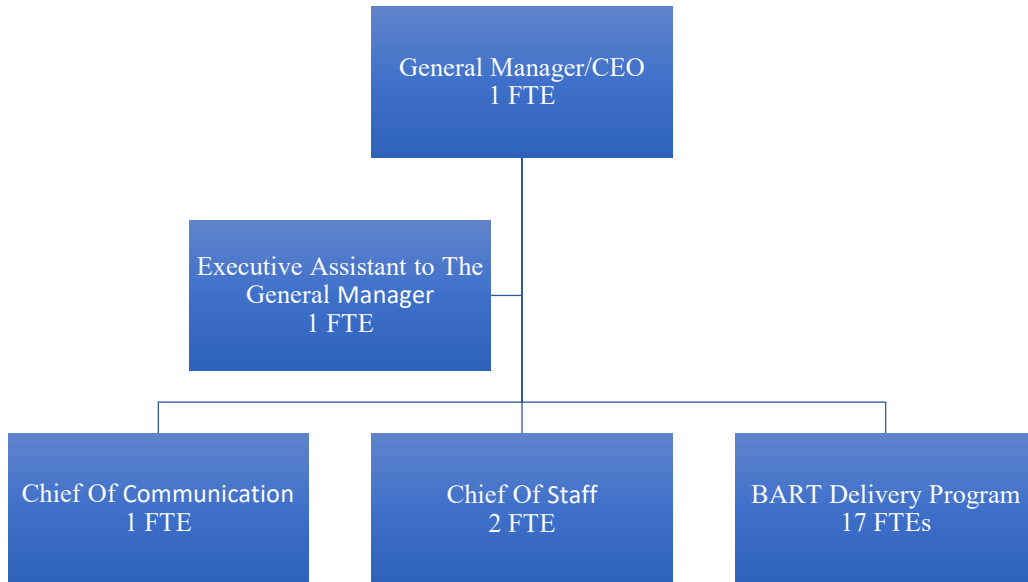 General Manager/CEO
1 FTE
Executive Assistant to The
General Manager
1 FTE
Chief Of Communication
1 FTE
Chief Of Staff
2 FTE
BART Delivery Program
17 FTEs